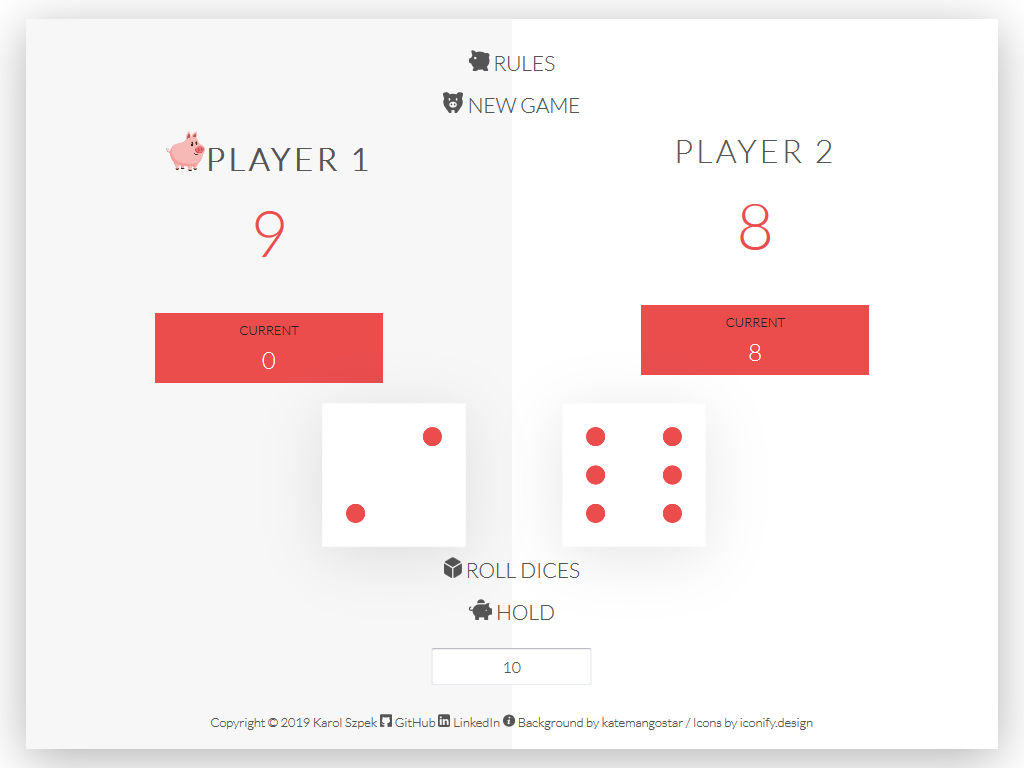 RULES
NEW GAME
PLAYER 1
9
CURRENT
0
PLAYER 2
8
CURRENT
8
ROLL DICES
HOLD
10
Copyright © 2019 Karol Szpek GitHub LinkedIn Background by katemangostar / Icons by iconify.design